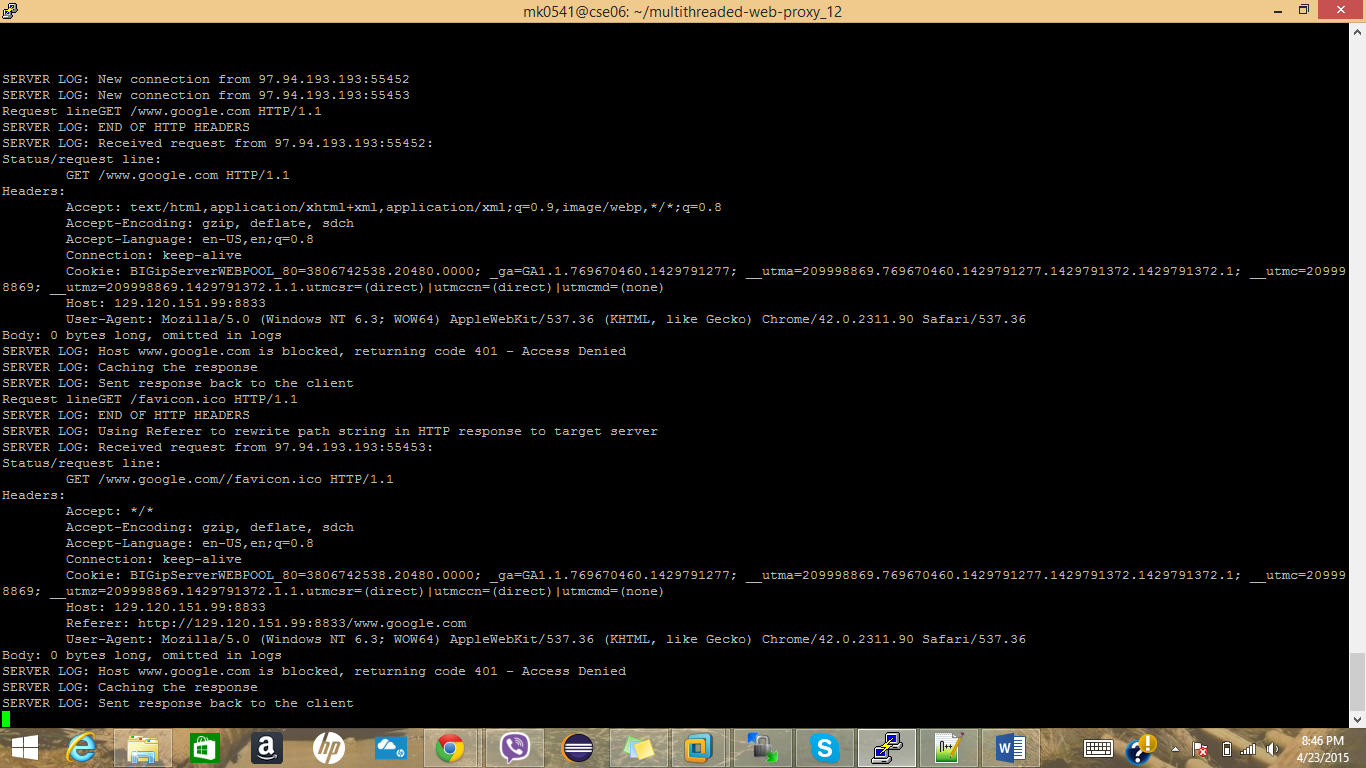 mk0541@cse06: ~/multithreaded-web-proxy_12
SERVER LOG: New connection from 97.94.193.193:55452
SERVER LOG: New connection from 97.94.193.193:55453
Request lineGET /www.google.com HTTP/1.1
SERVER LOG: END OF HTTP HEADERS
SERVER LOG: Received request from 97.94.193.193:55452:
Status/request line:
GET /www.google.com HTTP/1.1
Headers:
Accept: text/html,application/xhtml+xml,application/xml;q=0.9,image/webp,*/*;q=0.8
Accept-Encoding: gzip, deflate, sdch
Accept-Language: en-US,en;q=0.8
Connection: keep-alive
Cookie: BIGipServerWEBPOOL_80=3806742538.20480.0000; _ga=GA1.1.769670460.1429791277; __utma=209998869.769670460.1429791277.1429791372.1429791372.1; __utmc=20999
8869; __utmz=209998869.1429791372.1.1.utmcsr=(direct)|utmccn=(direct)|utmcmd=(none)
Host: 129.120.151.99:8833
User-Agent: Mozilla/5.0 (Windows NT 6.3; WOW64) AppleWebKit/537.36 (KHTML, like Gecko) Chrome/42.0.2311.90 Safari/537.36
Body: 0 bytes long, omitted in logs
SERVER LOG: Host www.google.com is blocked, returning code 401 - Access Denied
SERVER LOG: Caching the response
SERVER LOG: Sent response back to the client
Request lineGET /favicon.ico HTTP/1.1
SERVER LOG: END OF HTTP HEADERS
SERVER LOG: Using Referer to rewrite path string in HTTP response to target server
SERVER LOG: Received request from 97.94.193.193:55453:
Status/request line:
GET /www.google.com//favicon.ico HTTP/1.1
Headers:
Accept: */*
Accept-Encoding: gzip, deflate, sdch
Accept-Language: en-US,en;q=0.8
Connection: keep-alive
Cookie: BIGipServerWEBPOOL_80=3806742538.20480.0000; _ga=GA1.1.769670460.1429791277; __utma=209998869.769670460.1429791277.1429791372.1429791372.1; __utmc=20999
8869; __utmz=209998869.1429791372.1.1.utmcsr=(direct)|utmccn=(direct)|utmcmd=(none)
Host: 129.120.151.99:8833
Referer: http://129.120.151.99:8833/www.google.com
User-Agent: Mozilla/5.0 (Windows NT 6.3; WOW64) AppleWebKit/537.36 (KHTML, like Gecko) Chrome/42.0.2311.90 Safari/537.36
Body: 0 bytes long, omitted in logs
SERVER LOG: Host www.google.com is blocked, returning code 401 - Access Denied
SERVER LOG: Caching the response
SERVER LOG: Sent response back to the client
8:46 PM
4/23/2015